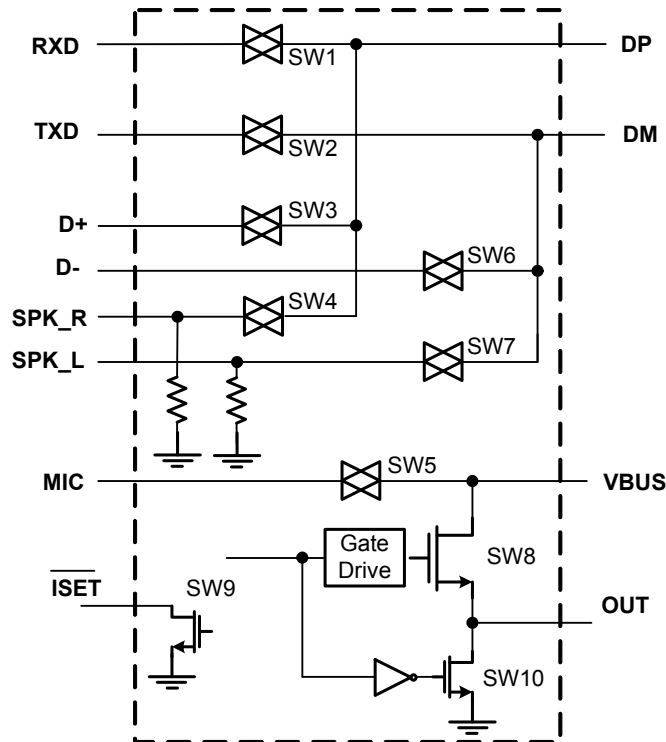 RXD
SW1
DP
TXD
SW2
DM
D+
SW3
D-
SW6
SPK_R
SW4
SPK_L
SW7
MIC
SW5
VBUS
Gate
Drive
SW8
ISET
SW9
OUT
SW10